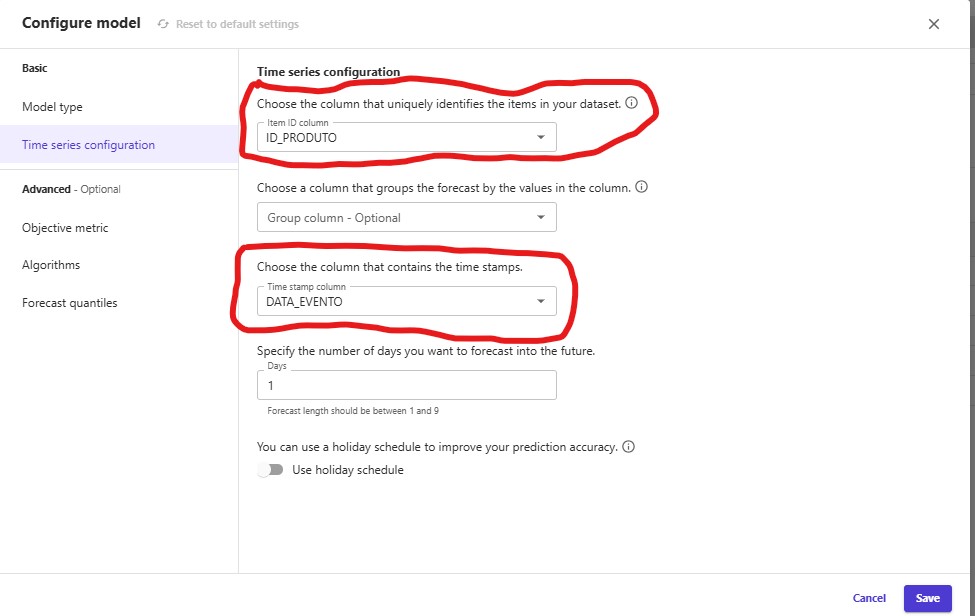 Configure model
Reset to default settings
Basic
Model type
Time series configuration
Advanced - Optional
Objective metric
Algorithms
Forecast quantiles
Time series configuration
Choose the column that uniquely identifies the items in your dataset.
Item ID column
ID_PRODUTO
Choose a column that groups the forecast by the values in the column.
Group column - Optional
Choose the column that contains the time stamps.
Time stamp column
DATA_EVENTO
Specify the number of days you want to forecast into the future.
Days
1
Forecast length should be between 1 and 9
You can use a holiday schedule to improve your prediction accuracy.
Use holiday schedule
Cancel
Save